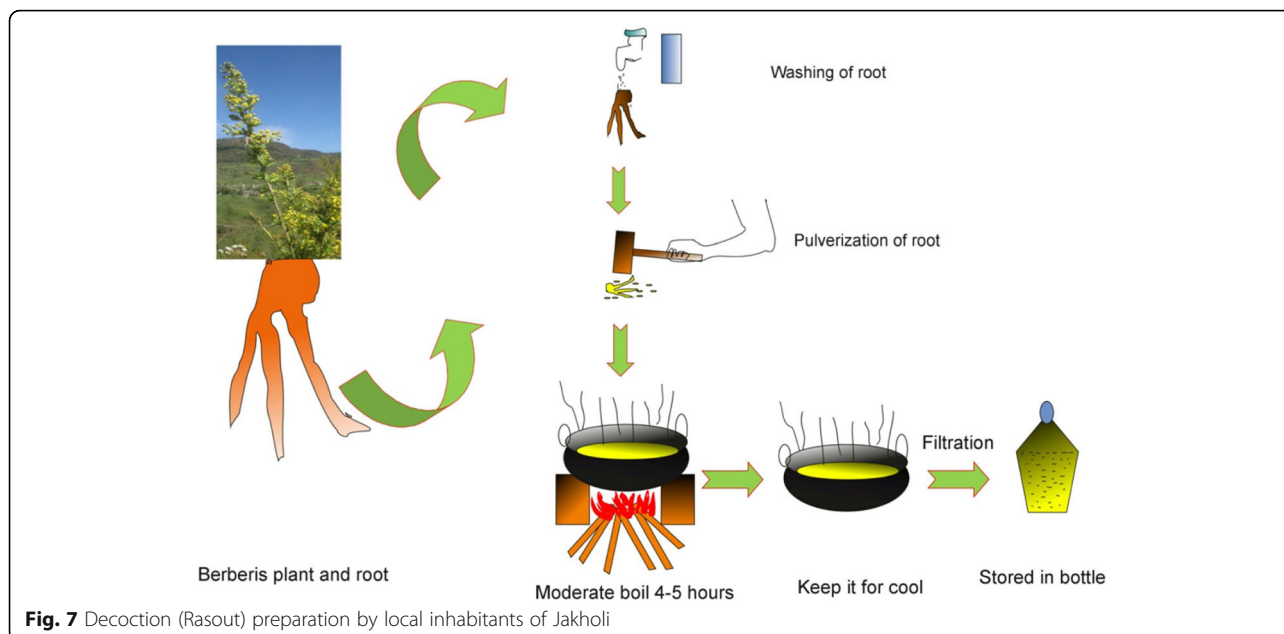 Washing of root
Pulverization of root
Filtration
Berberis plant and root
Moderate boil 4-5 hours
Keep it for cool
Stored in bottle
Fig. 7 Decoction (Rasout) preparation by local inhabitants of Jakholi